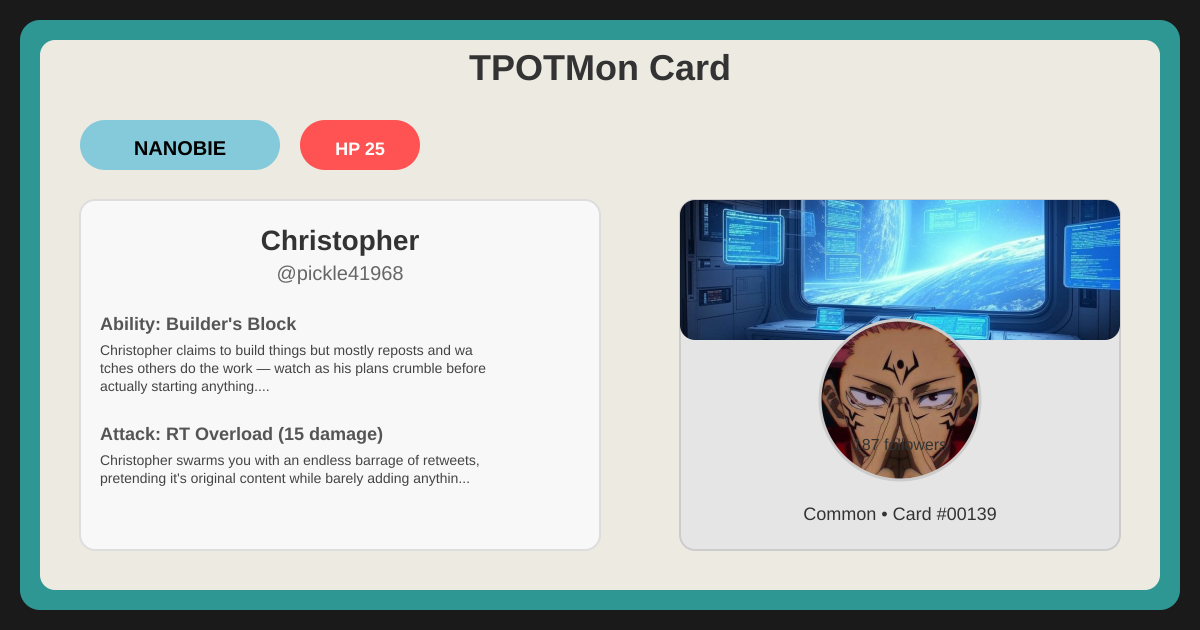 TPOTMon Card
NANOBIE
HP 25
Christopher
@pickle41968
Ability: Builder's Block
Christopher claims to build things but mostly reposts and wa
tches others do the work — watch as his plans crumble before
actually starting anything....
Attack: RT Overload (15 damage)
Christopher swarms you with an endless barrage of retweets,
pretending it's original content while barely adding anythin...
87 followers
Common • Card #00139